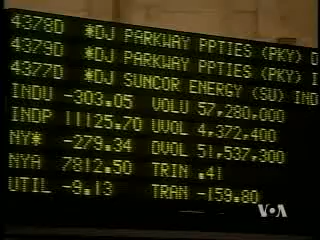 4378D *DJ PARKWAY PPTIES (PKY) D
4379D *DJ PARKWAY PPTIES (PKY) I
4377D *DJ SUNCOR ENERGY (SU) IND
INDU -303.05 VOLU 57,280,000
INDP 11125.70 UVOL 4,372,400
NY* -279.34 DVOL 51,537,300
NYA 7812.50 TRIN .41
UTIL -9.13 TRAN -159.80
VOA